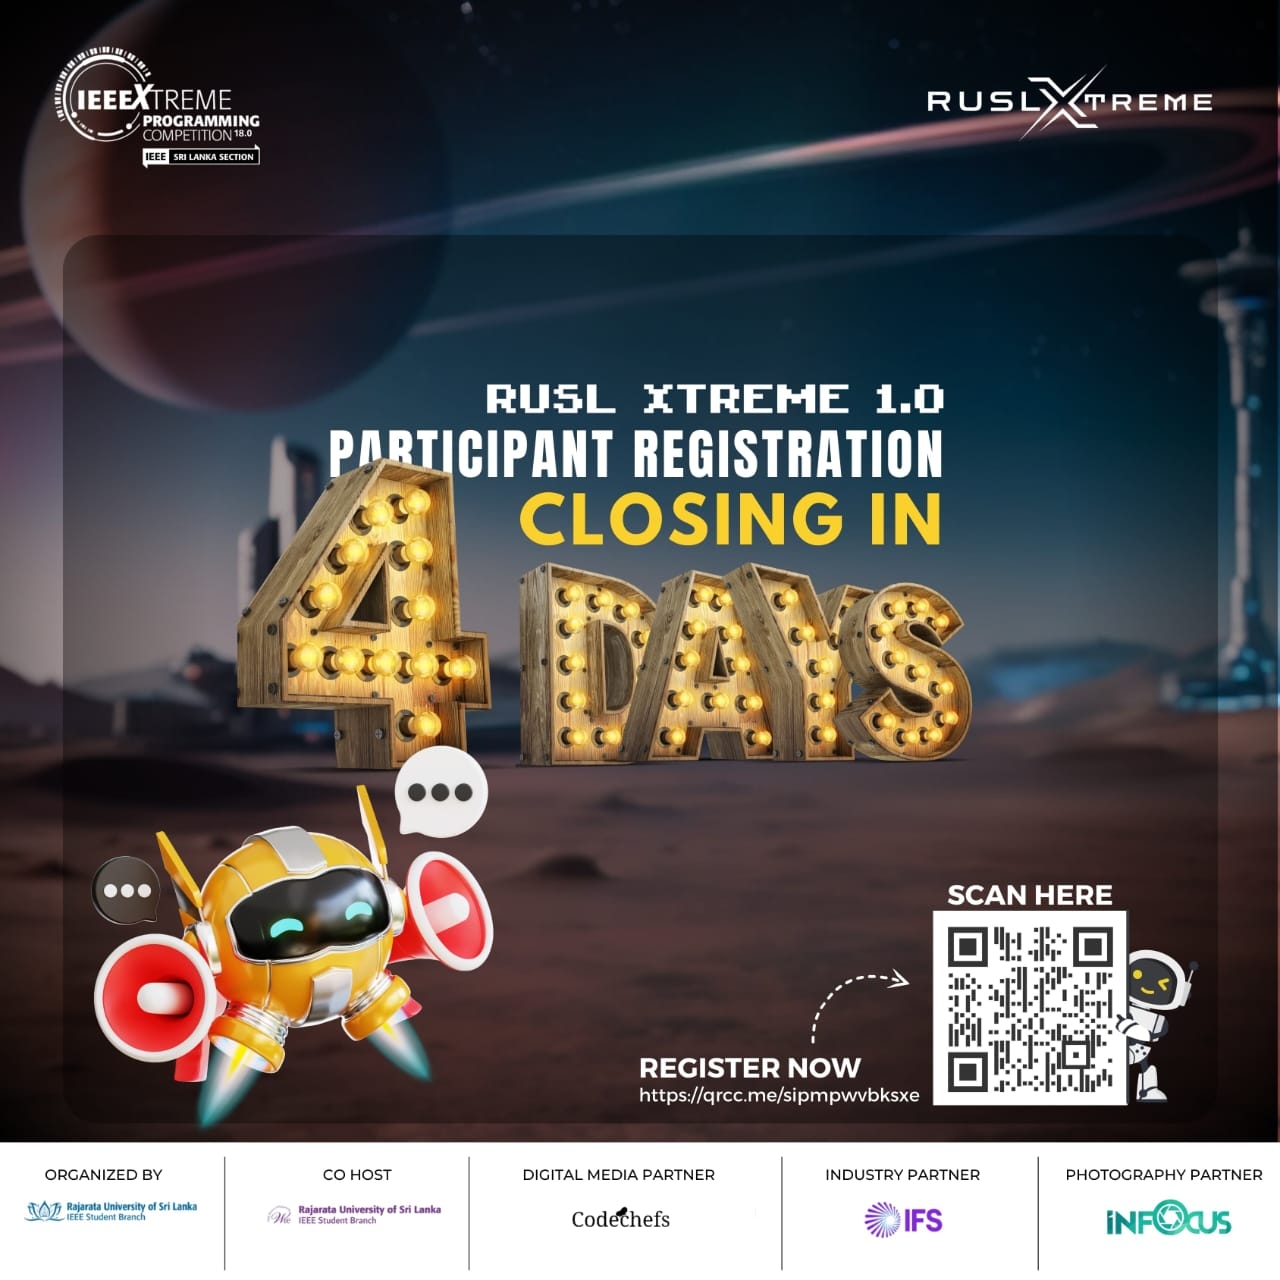 IEEEXTREME
PROGRAMMING
COMPETITION 18.0
IEEE SRI LANKA SECTION
RUSLXTREME
RUSL XTREME 1.0
PARTICIPANT REGISTRATION
CLOSING IN
4 DAYS
SCAN HERE
REGISTER NOW
https://qrcc.me/sipmpwvbksxe
ORGANIZED BY
Rajarata University of Sri Lanka
IEEE Student Branch
CO HOST
Rajarata University of Sri Lanka
IEEE Student Branch
DIGITAL MEDIA PARTNER
Codechefs
INDUSTRY PARTNER
IFS
PHOTOGRAPHY PARTNER
iNFOCUS